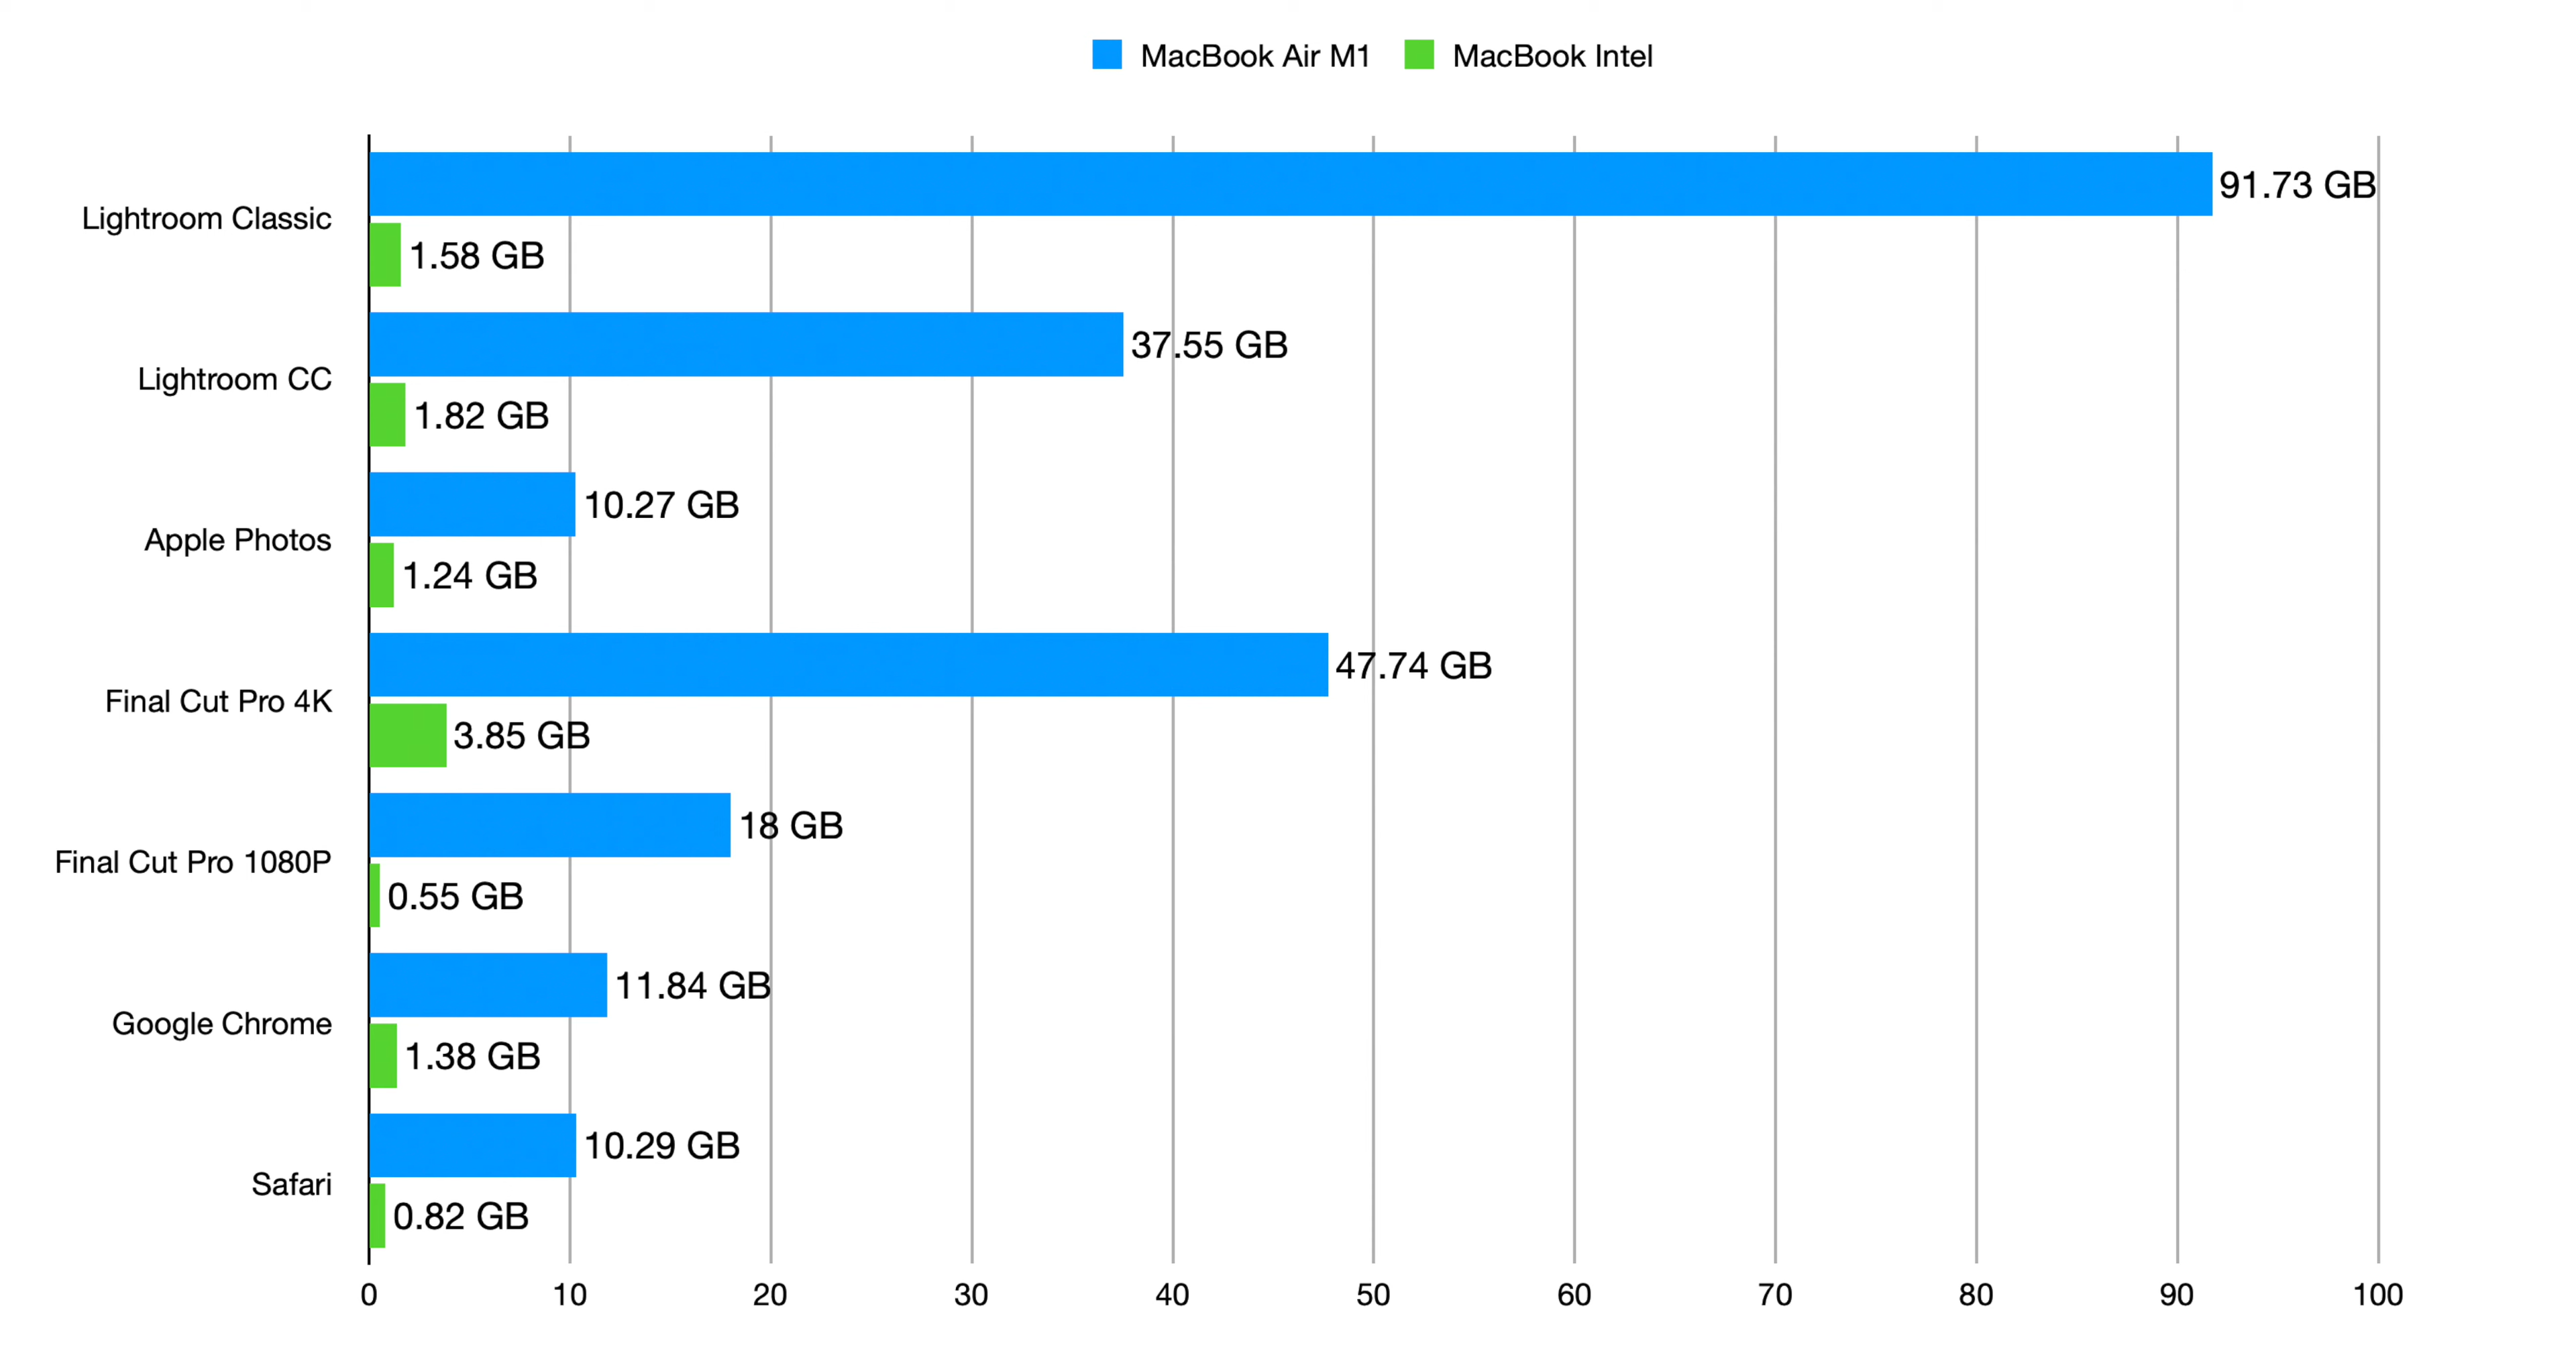 MacBook Air M1 MacBook Intel
Lightroom Classic
91.73 GB
1.58 GB
Lightroom CC
37.55 GB
1.82 GB
Apple Photos
10.27 GB
1.24 GB
Final Cut Pro 4K
47.74 GB
3.85 GB
Final Cut Pro 1080P
18 GB
0.55 GB
Google Chrome
11.84 GB
1.38 GB
Safari
10.29 GB
0.82 GB
0 10 20 30 40 50 60 70 80 90 100